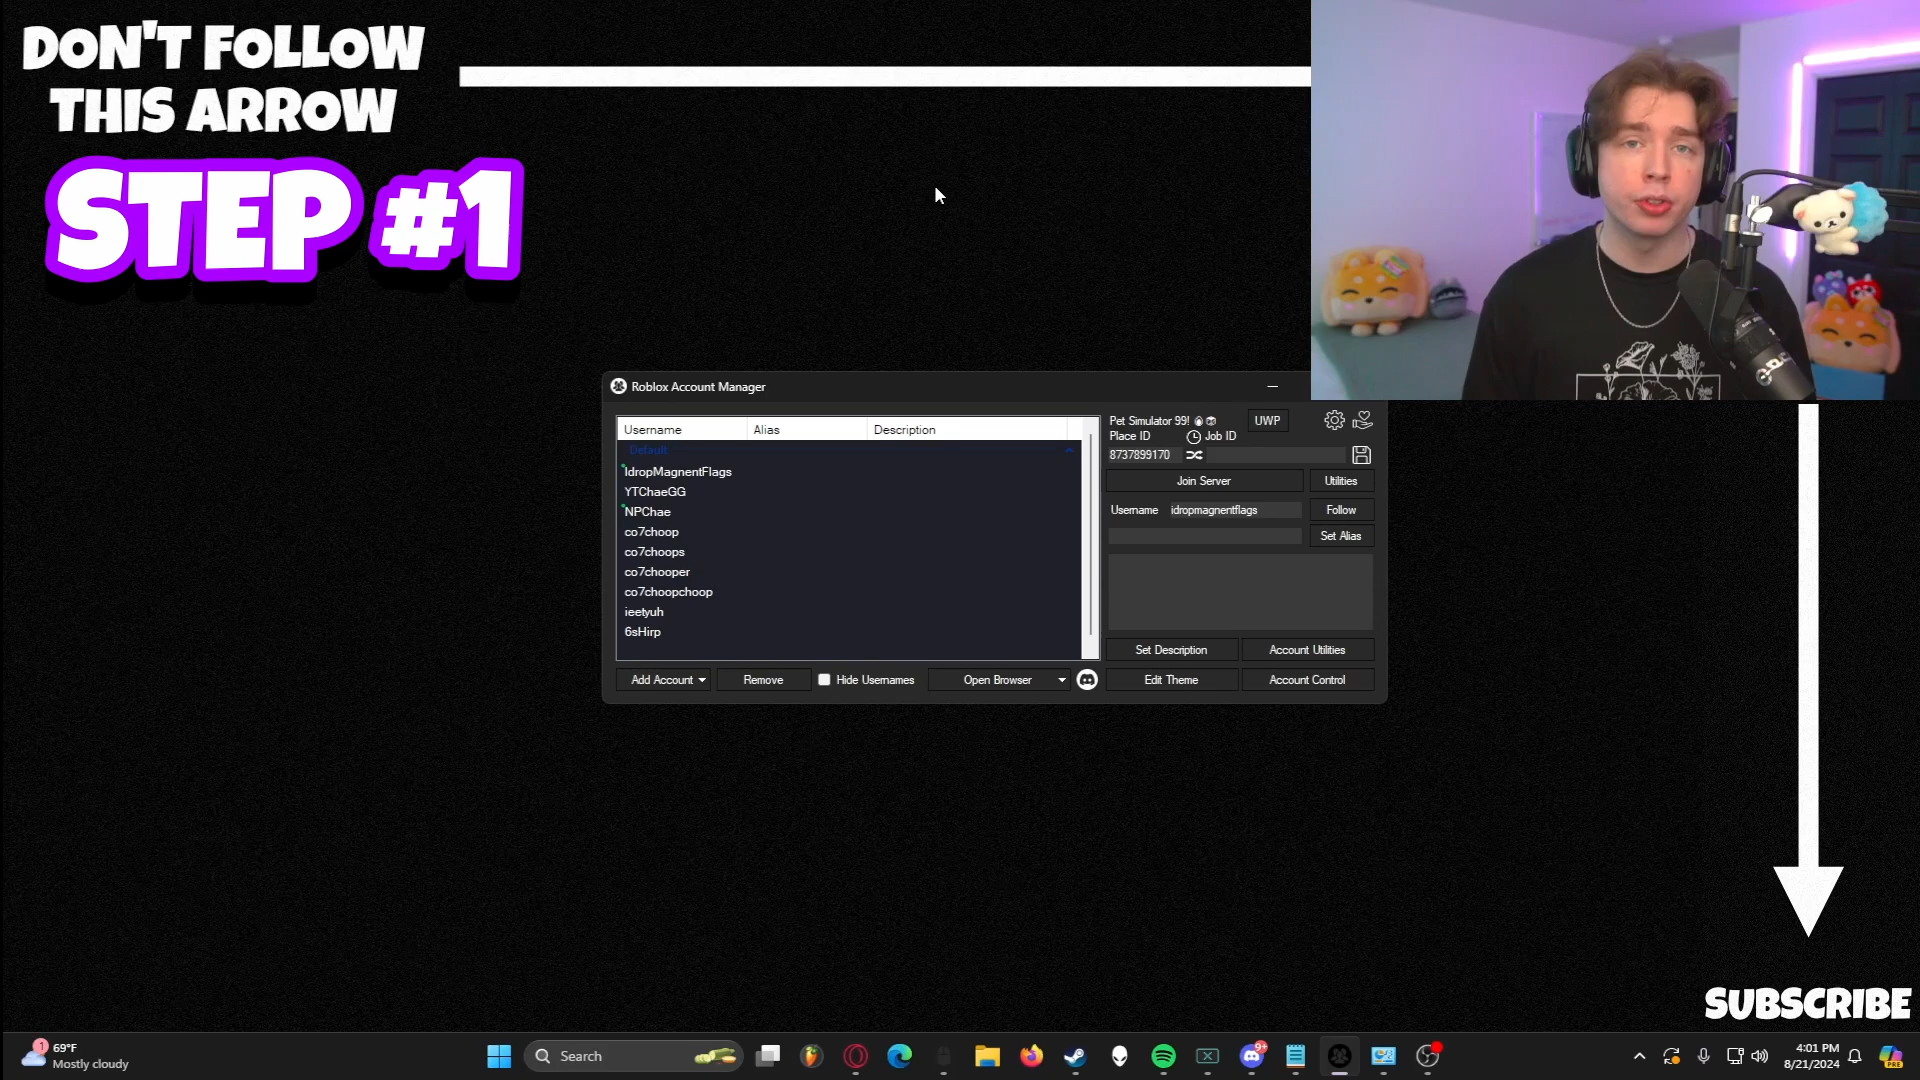 DON'T FOLLOW
THIS ARROW
STEP #1
Roblox Account Manager
Username Alias Description
Default
IdropMagnentFlags
YTChaeGG
NPChae
co7choop
co7choops
co7chooper
co7choopchoop
ieetyuh
6sHirp
Add Account Remove Hide Usernames Open Browser
Pet Simulator 99! UWP
Place ID Job ID
8737899170
Join Server Utilities
Username idropmagnentflags Follow
Set Alias
Set Description Account Utilities
Edit Theme Account Control
SUBSCRIBE
1 69°F
Mostly cloudy
Search
9+
4:01 PM
8/21/2024
PRE